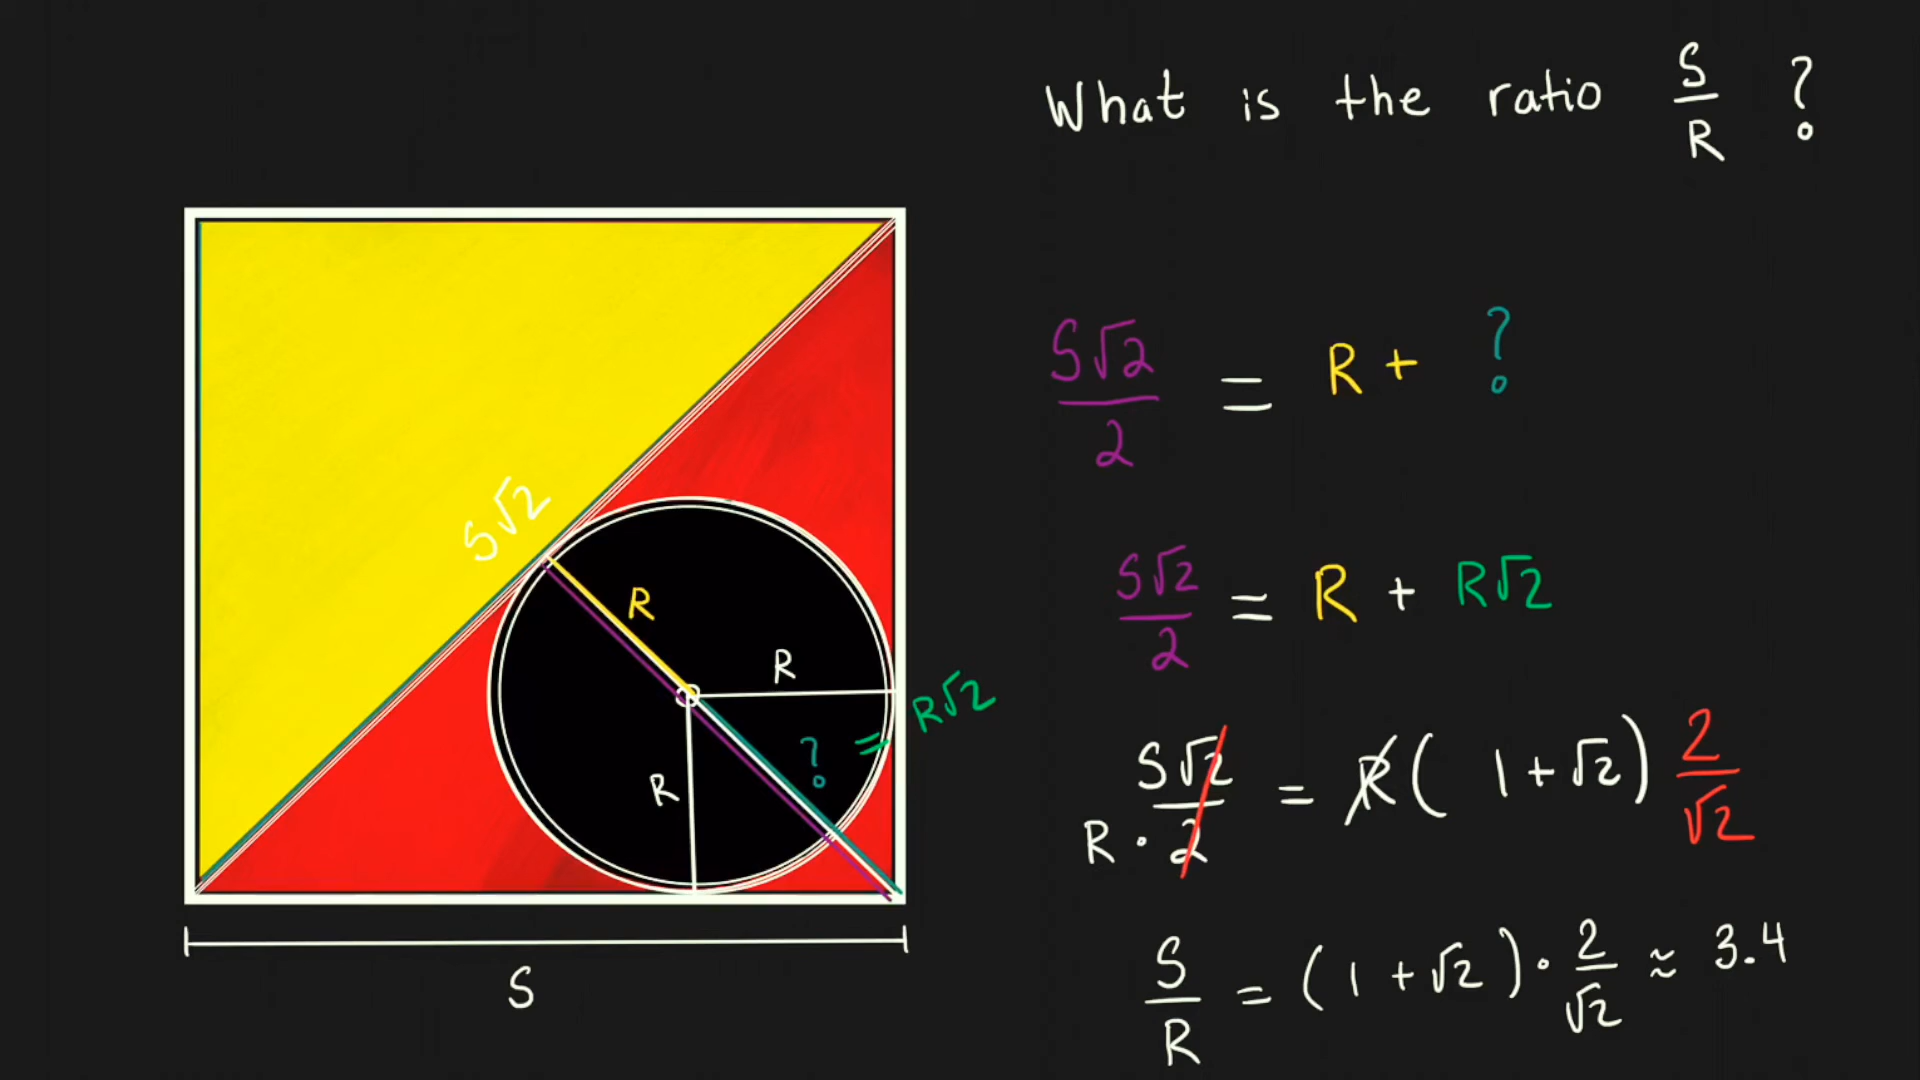 What is the ratio S/R ?
S√2/2 = R + ?
S√2
S√2/2 = R + R√2
R
R
? = R√2
R
S√2/R · 2 = R( 1 + √2 ) 2/√2
S
S/R = ( 1 + √2 ) · 2/√2 ≈ 3.4